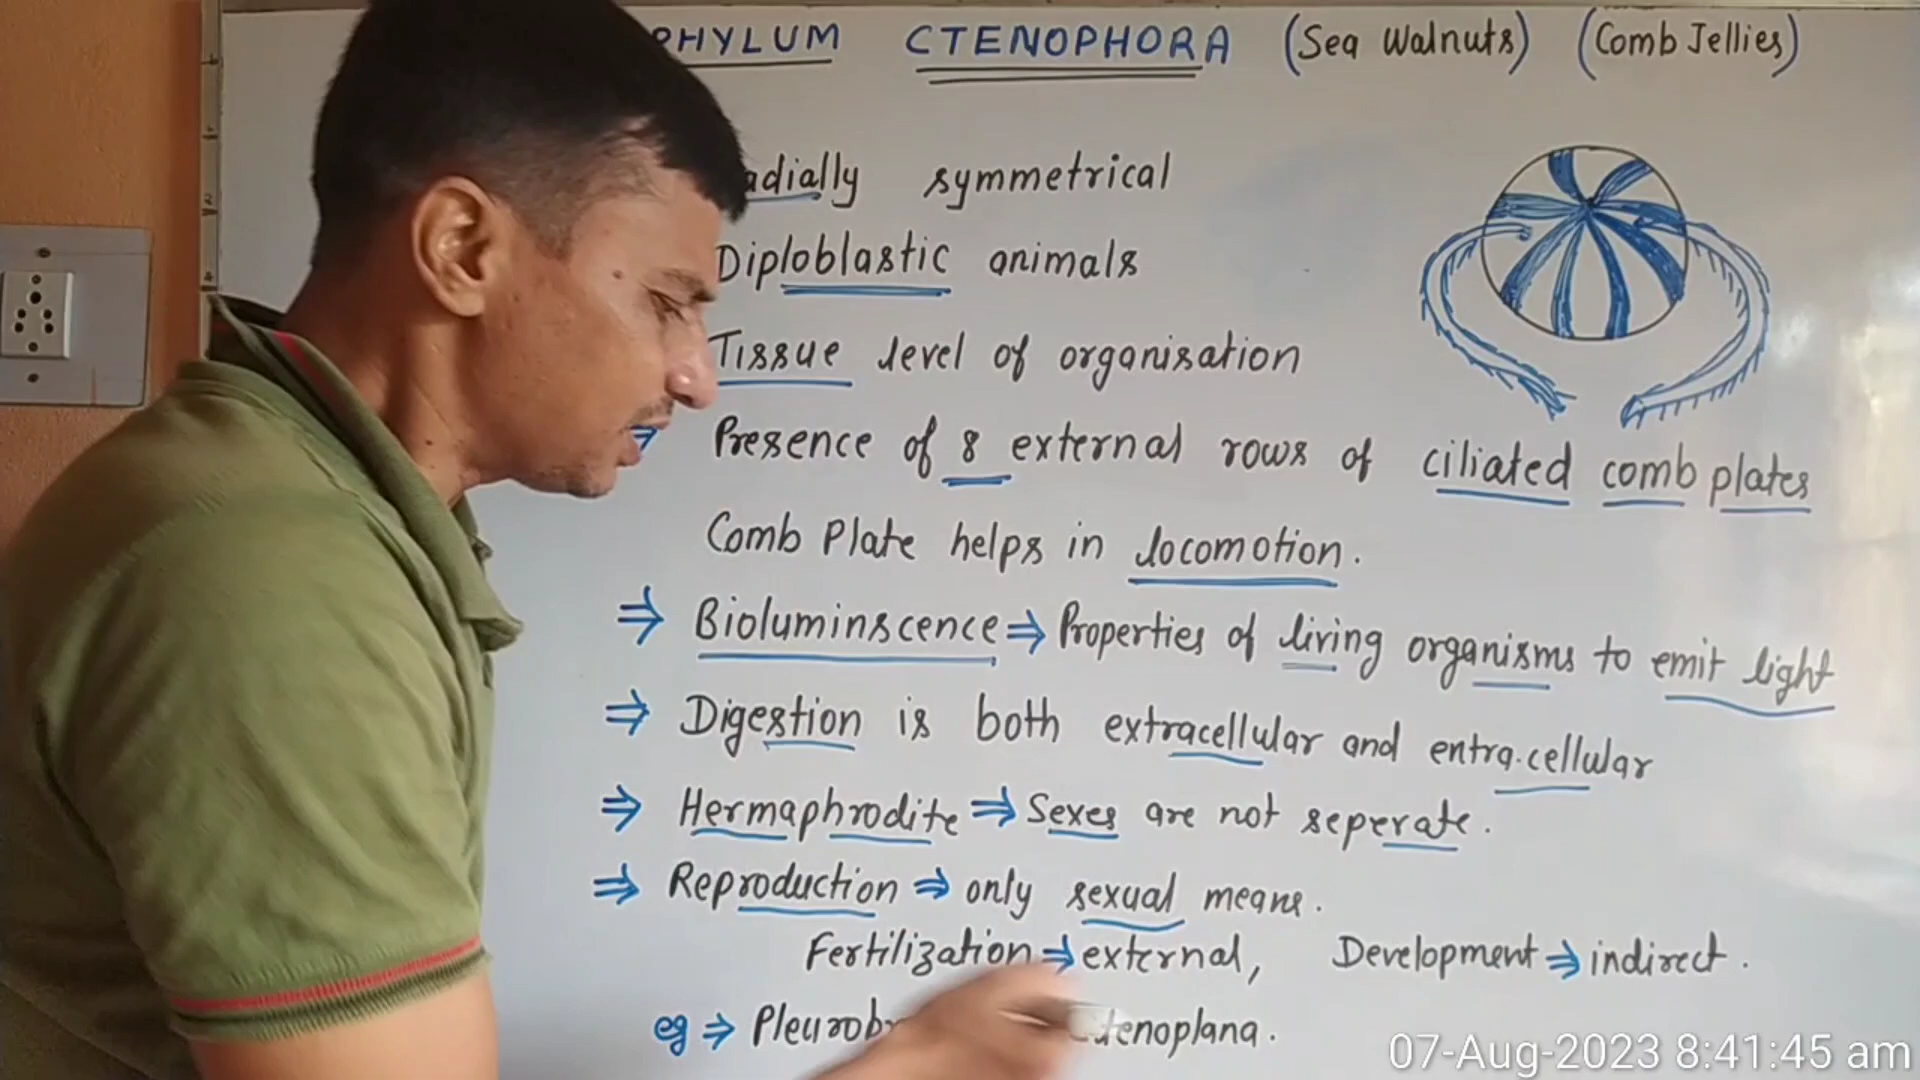 PHYLUM CTENOPHORA (Sea Walnuts) (Comb Jellies)
adially symmetrical
Diploblastic animals
Tissue level of organisation
⇒ Presence of 8 external rows of ciliated comb plates
Comb Plate helps in locomotion.
⇒ Bioluminscence ⇒ Properties of living organisms to emit light
⇒ Digestion is both extracellular and entra.cellular
⇒ Hermaphrodite ⇒ Sexes are not seperate.
⇒ Reproduction ⇒ only sexual means.
Fertilization ⇒ external, Development ⇒ indirect.
eg ⇒ Pleurob tenoplana.
07-Aug-2023 8:41:45 am